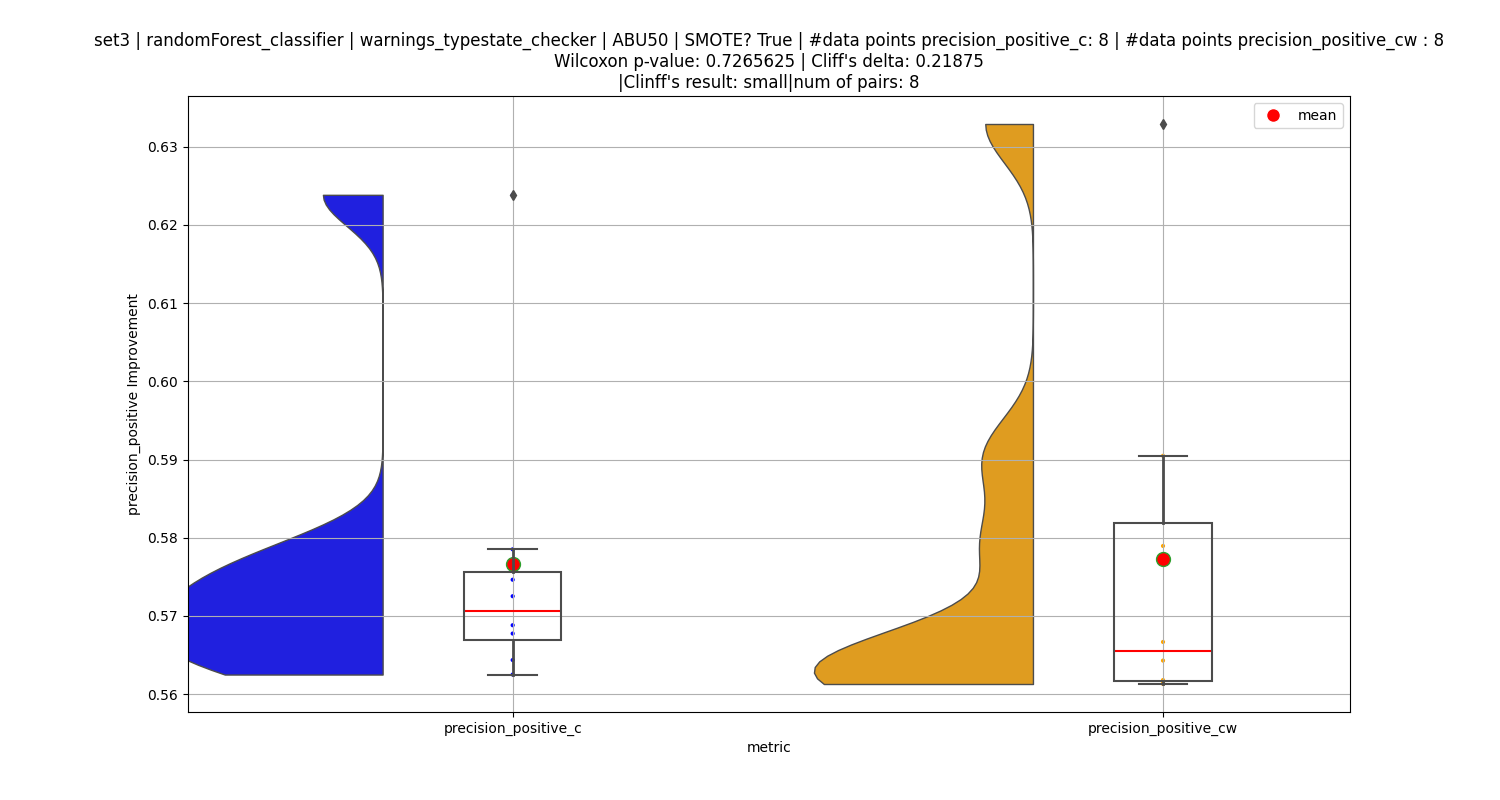 set3 | randomForest_classifier | warnings_typestate_checker | ABU50 | SMOTE? True | #data points precision_positive_c: 8 | #data points precision_positive_cw : 8
Wilcoxon p-value: 0.7265625 | Cliff's delta: 0.21875
|Clinff's result: small|num of pairs: 8
mean
0.63
0.62
0.61
0.60
0.59
0.58
0.57
0.56
precision_positive Improvement
precision_positive_c
precision_positive_cw
metric